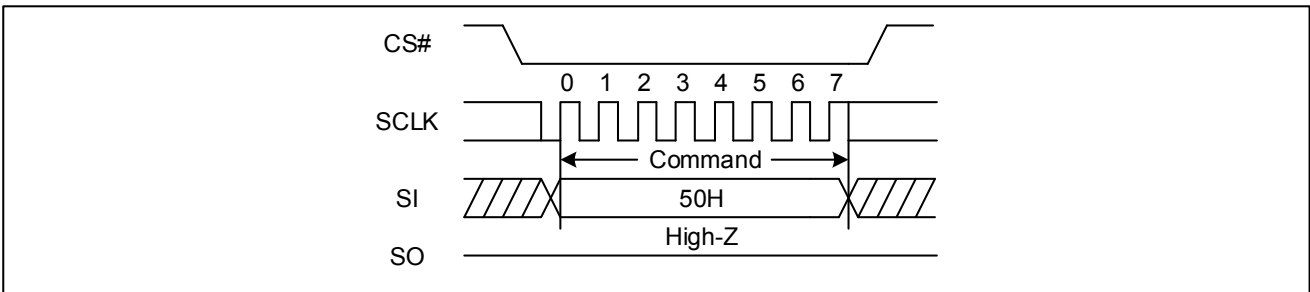 CS#
0 1 2 3 4 5 6 7
SCLK
Command
SI
50H
High-Z
SO